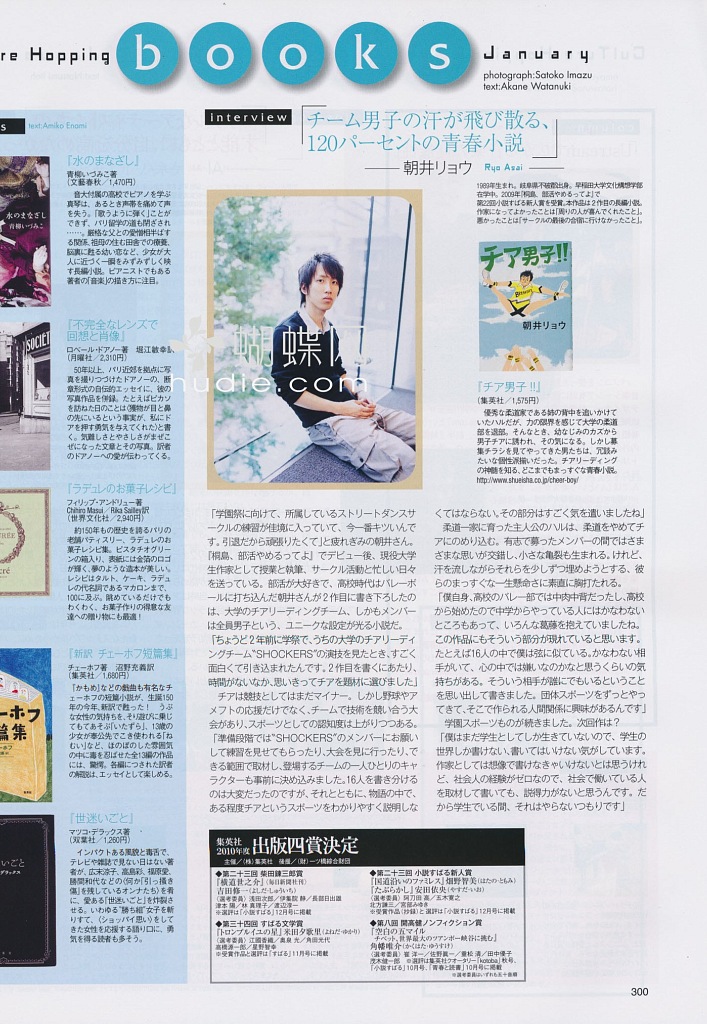 re Hopping
books
January
photograph:Satoko Imazu
text:Akane Watanuki
s
text:Amiko Enami
『水のまなざし』
青柳いづみこ著
(文藝春秋／1,470円)
音大付属の高校でピアノを学ぶ
真琴は、あるとき声帯を痛めて声
を失う。「歌うように弾く」ことがで
きず、パリ留学の道も閉ざされ
……。厳格な父との愛憎相半ばす
る関係、祖母の住む田舎での療養、
脳裏に甦る幼い恋など、少女が大
人に近づく一瞬をみずみずしく映
す長編小説。ピアニストでもある
著者の「音楽」の描き方に注目。
『不完全なレンズで
回想と肖像』
ロベール・ドアノー著　堀江敏幸訳
(月曜社／2,310円)
50年以上、パリ近郊を拠点に写
真を撮りつづけたドアノーの、断
章形式の自伝的エッセイに、彼の
写真作品を併録。たとえばピカソ
を訪ねた日のことは〈獲物が目と鼻
の先にいるという事実が、私にド
アを押す勇気を与えてくれた〉と書
く。気難しさとやさしさがまぜこ
ぜになった文章とその写真。訳者
のドアノーへの愛が伝わってくる。
『ラデュレのお菓子レシピ』
フィリップ・アンドリュー著
Chihiro Masui／Rika Sailley訳
(世界文化社／2,940円)
約150年もの歴史を誇るパリの
老舗パティスリー、ラデュレのお
菓子レシピ集。ピスタチオグリー
ンの箱入り、表紙には金箔のロゴ
が輝く、夢のような造本が美しい。
レシピはタルト、ケーキ、ラデュレ
の代名詞であるマカロンまで、
100に及ぶ。眺めているだけでも
わくわく、お菓子作りの得意な友
達への贈り物にも最適！
『新訳 チェーホフ短篇集』
チェーホフ著　沼野充義訳
(集英社／1,680円)
『かもめ』などの戯曲も有名なチ
ェーホフの短篇小説が、生誕150
年の今年、新訳で甦った！　うぶ
な女性の気持ちを、そり遊びに乗じ
てもてあそぶ「いたずら」、13歳の
少女が奉公先でこき使われる「ね
むい」など、ほのぼのした雰囲気
の中に毒を忍ばせた全13編の作品
には、驚愕。各編につけられた訳者
の解説は、エッセイとして楽しめる。
『世迷いごと』
マツコ・デラックス著
(双葉社／1,260円)
インパクトある風貌と毒舌で、
テレビや雑誌で見ない日はない著
者が、広末涼子、高島彩、福原愛、
勝間和代などの〈何か「引っ掻き
傷」を残しているオンナたち〉を肴
に、愛ある「世迷いごと」を炸裂さ
せる。いわゆる“勝ち組”女子を斬
りすて、〈ショッパイ思い〉をして
きた女性を応援する語り口に、勇
気を得る読者も多そう。
interview
チーム男子の汗が飛び散る、
120パーセントの青春小説
朝井リョウ
Ryo Asai
1989年生まれ。岐阜県不破郡出身。早稲田大学文化構想学部
在学中。2009年『桐島、部活やめるってよ』で
第22回小説すばる新人賞を受賞。本作品は2作目の長編小説。
作家になってよかったことは「周りの人が喜んでくれたこと」。
悪かったことは「サークルの最後の合宿に行けなかったこと」。
チア男子!!
朝井リョウ
蝴蝶
hudie.com
『チア男子!!』
(集英社／1,575円)
優秀な柔道家である姉の背中を追いかけて
いたハルだが、力の限界を感じて大学の柔道
部を退部。そんなとき、幼なじみのカズから
男子チアに誘われ、その気になる。しかし募
集チラシを見てやってきた男たちは、冗談み
たいな個性派揃いだった。チアリーディング
の神髄を知る、どこまでもまっすぐな青春小説。
http://www.shueisha.co.jp/cheer-boy/
「学園祭に向けて、所属しているストリートダンスサ
ークルの練習が佳境に入っていて、今一番キツいんで
す。引退だから頑張りたくて」と疲れぎみの朝井さん。
『桐島、部活やめるってよ』でデビュー後、現役大学
生作家として授業と執筆、サークル活動と忙しい日々
を送っている。部活が大好きで、高校時代はバレーボ
ールに打ち込んだ朝井さんが2作目に書き下ろしたの
は、大学のチアリーディングチーム、しかもメンバー
は全員男子という、ユニークな設定が光る小説だ。
「ちょうど2年前に学祭で、うちの大学のチアリーディ
ングチーム“SHOCKERS”の演技を見たとき、すごく
面白くて引き込まれたんです。2作目を書くにあたり、
時間がないなか、思いきってチアを題材に選びました」
チアは競技としてはまだマイナー。しかし野球やア
メフトの応援だけでなく、チームで技術を競い合う大
会があり、スポーツとしての認知度は上がりつつある。
「準備段階では“SHOCKERS”のメンバーにお願い
して練習を見せてもらったり、大会を見に行ったり、で
きる範囲で取材し、登場するチームの一人ひとりのキャ
ラクターも事前に決め込みました。16人を書き分ける
のは大変だったのですが、それとともに、物語の中で、
ある程度チアというスポーツをわかりやすく説明しな
くてはならない。その部分はすごく気を遣いましたね」
柔道一家に育った主人公のハルは、柔道をやめてチ
アにのめり込む。有志で募ったメンバーの間ではさま
ざまな思いが交錯し、小さな亀裂も生まれる。けれど、
汗を流しながらそれらを少しずつ埋めようとする、彼
らのまっすぐな一生懸命さに素直に胸打たれる。
「僕自身、高校のバレー部では中肉中背だったし、高校
から始めたので中学からやっている人にはかなわない
ところもあって、いろんな葛藤を抱えていましたね。
この作品にもそういう部分が現れていると思います。
たとえば16人の中で僕は弦に似ている。かなわない相
手がいて、心の中では嫌いなのかなと思うくらいの気
持ちがある。そういう相手が誰にでもいるということ
を思い出して書きました。団体スポーツをずっとやっ
てきて、そこで作られる人間関係に興味があるんです」
学園スポーツものが続きました。次回作は？
「僕はまだ学生としてしか生きていないので、学生の
世界しか書けないし、書いてはいけない気がしています。
作家としては想像で書けなきゃいけないとは思うけれ
ど、社会人の経験がゼロなので、社会で働いている人
を取材して書いても、説得力がないと思うんです。だ
から学生でいる間、それはやらないつもりです」
集英社
2010年度
出版四賞決定
主催／(株)集英社　後援／(財)一ツ橋綜合財団
◆第二十三回 柴田錬三郎賞
『横道世之介』(毎日新聞社刊)
吉田修一(よしだ・しゅういち)
(選考委員) 浅田次郎／伊集院静／長部日出雄
津本 陽／林 真理子／渡辺淳一
※選評は「小説すばる」12月号に掲載
◆第三十四回 すばる文学賞
『トロンプルイユの星』米田夕歌里(よねだ・ゆかり)
(選考委員) 江國香織／奥泉 光／角田光代
高橋源一郎／星野智幸
※受賞作品と選評は「すばる」11月号に掲載
◆第二十三回 小説すばる新人賞
『国道沿いのファミレス』畑野智美(はたの・ともみ)
『たぶらかし』安田依央(やすだ・いお)
(選考委員) 阿刀田 高／五木寛之
北方謙三／宮部みゆき
※受賞作品(抄録)と選評は「小説すばる」12月号に掲載
◆第八回 開高健ノンフィクション賞
『空白の五マイル
チベット、世界最大のツアンポー峡谷に挑む』
角幡唯介(かくはた・ゆうすけ)
(選考委員) 崔 洋一／佐野眞一／重松 清／田中優子
茂木健一郎　※選評は集英社クオータリー「kotoba」秋号、
「小説すばる」10月号、「青春と読書」10月号に掲載
※選考委員はいずれも五十音順
300